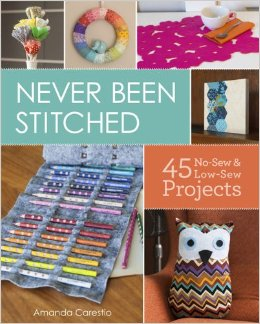 NEVER BEEN
STITCHED
45 No-Sew &
Low-Sew
Projects
Amanda Carestio